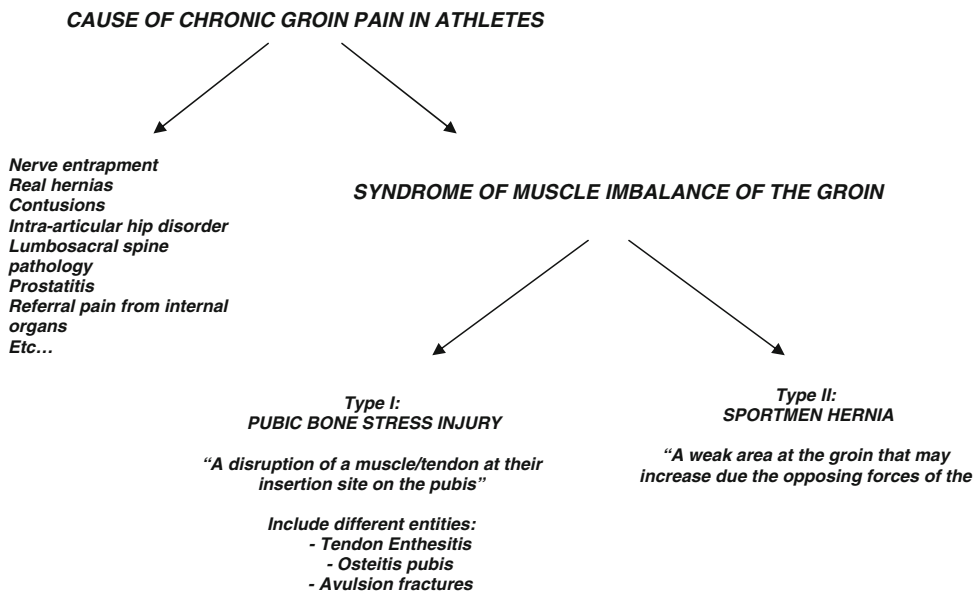 CAUSE OF CHRONIC GROIN PAIN IN ATHLETES
Nerve entrapment
Real hernias
Contusions
Intra-articular hip disorder
Lumbosacral spine
pathology
Prostatitis
Referral pain from internal
organs
Etc…
SYNDROME OF MUSCLE IMBALANCE OF THE GROIN
Type I:
PUBIC BONE STRESS INJURY
“A disruption of a muscle/tendon at their
insertion site on the pubis”
Include different entities:
- Tendon Enthesitis
- Osteitis pubis
- Avulsion fractures
Type II:
SPORTMEN HERNIA
“A weak area at the groin that may
increase due the opposing forces of the